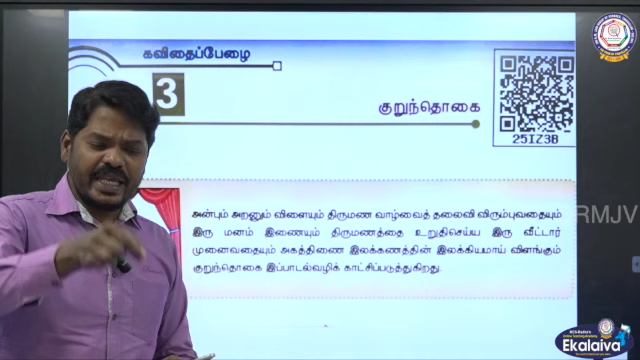 கவிதைப்பேழை
3
குறுந்தொகை
25IZ3B
அன்பும் அறனும் விளையும் திருமண வாழ்வைத் தலைவி விரும்புவதையும்
இரு மனம் இணையும் திருமணத்தை உறுதிசெய்ய இரு வீட்டார்
முனைவதையும் அகத்திணை இலக்கணத்தின் இலக்கியமாய் விளங்கும்
குறுந்தொகை இப்பாடல்வழிக் காட்சிப்படுத்துகிறது.
RMJV
Ekalaiva